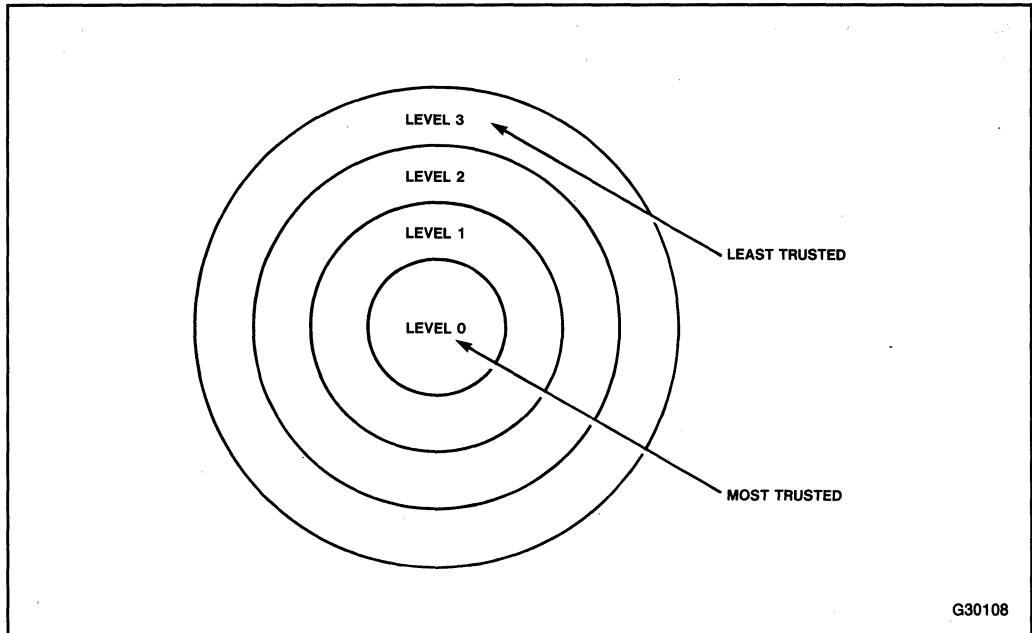 LEVEL 3
LEVEL 2
LEVEL 1
LEAST TRUSTED
LEVEL 0
MOST TRUSTED
G30108